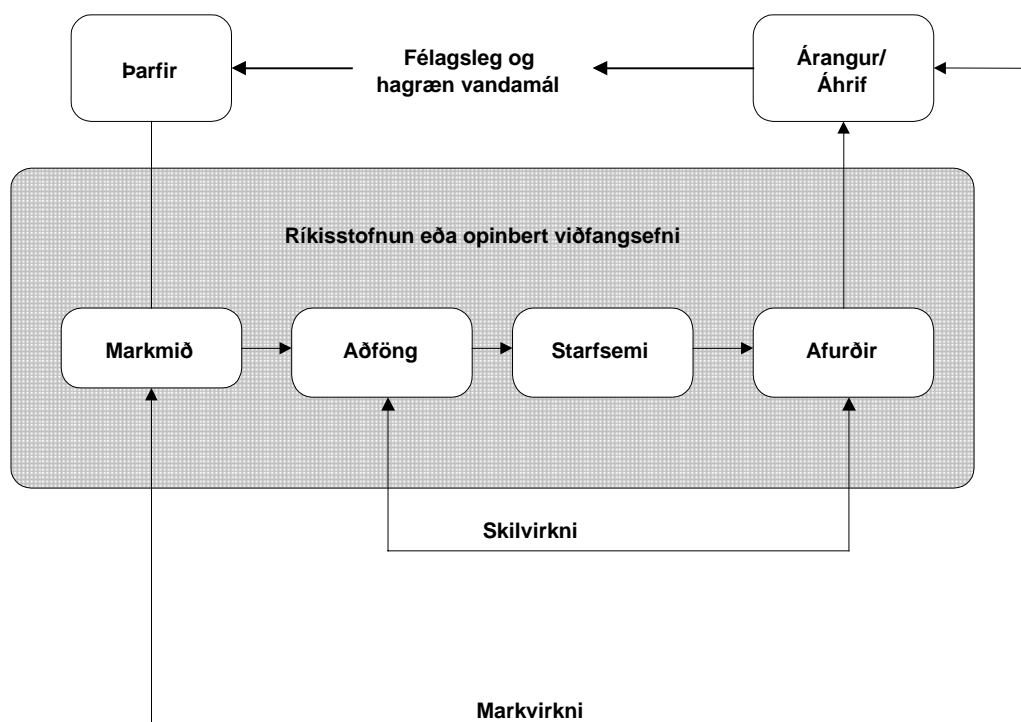 Þarfir
Félagsleg og
hagræn vandamál
Árangur/
Áhrif
Ríkisstofnun eða opinbert viðfangsefni
Markmið
Aðföng
Starfsemi
Afurðir
Skilvirkni
Markvirkni